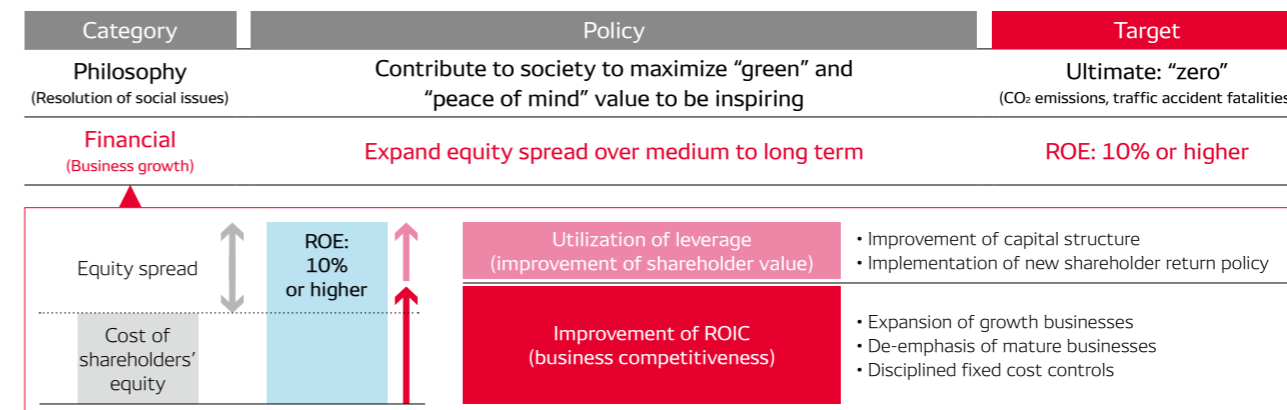 Category
Policy
Target
Philosophy
(Resolution of social issues)
Contribute to society to maximize “green” and
“peace of mind” value to be inspiring
Ultimate: “zero”
(CO₂ emissions, traffic accident fatalities
Financial
(Business growth)
Expand equity spread over medium to long term
ROE: 10% or higher
Equity spread
Cost of
shareholders’
equity
ROE:
10%
or higher
Utilization of leverage
(improvement of shareholder value)
• Improvement of capital structure
• Implementation of new shareholder return policy
Improvement of ROIC
(business competitiveness)
• Expansion of growth businesses
• De-emphasis of mature businesses
• Disciplined fixed cost controls